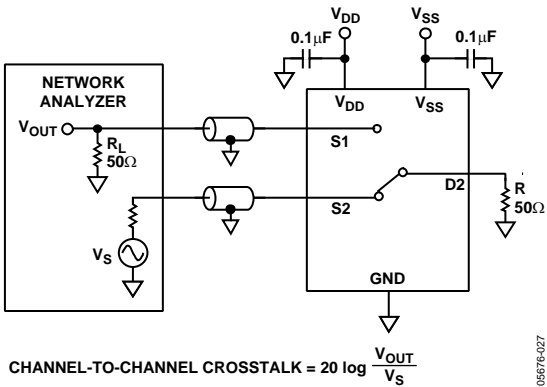 V_DD V_SS
0.1μF 0.1μF
NETWORK
ANALYZER
V_DD V_SS
V_OUT
R_L
50Ω
S1
S2
D2
R
50Ω
V_S
GND
CHANNEL-TO-CHANNEL CROSSTALK = 20 log V_OUT / V_S
05676-027